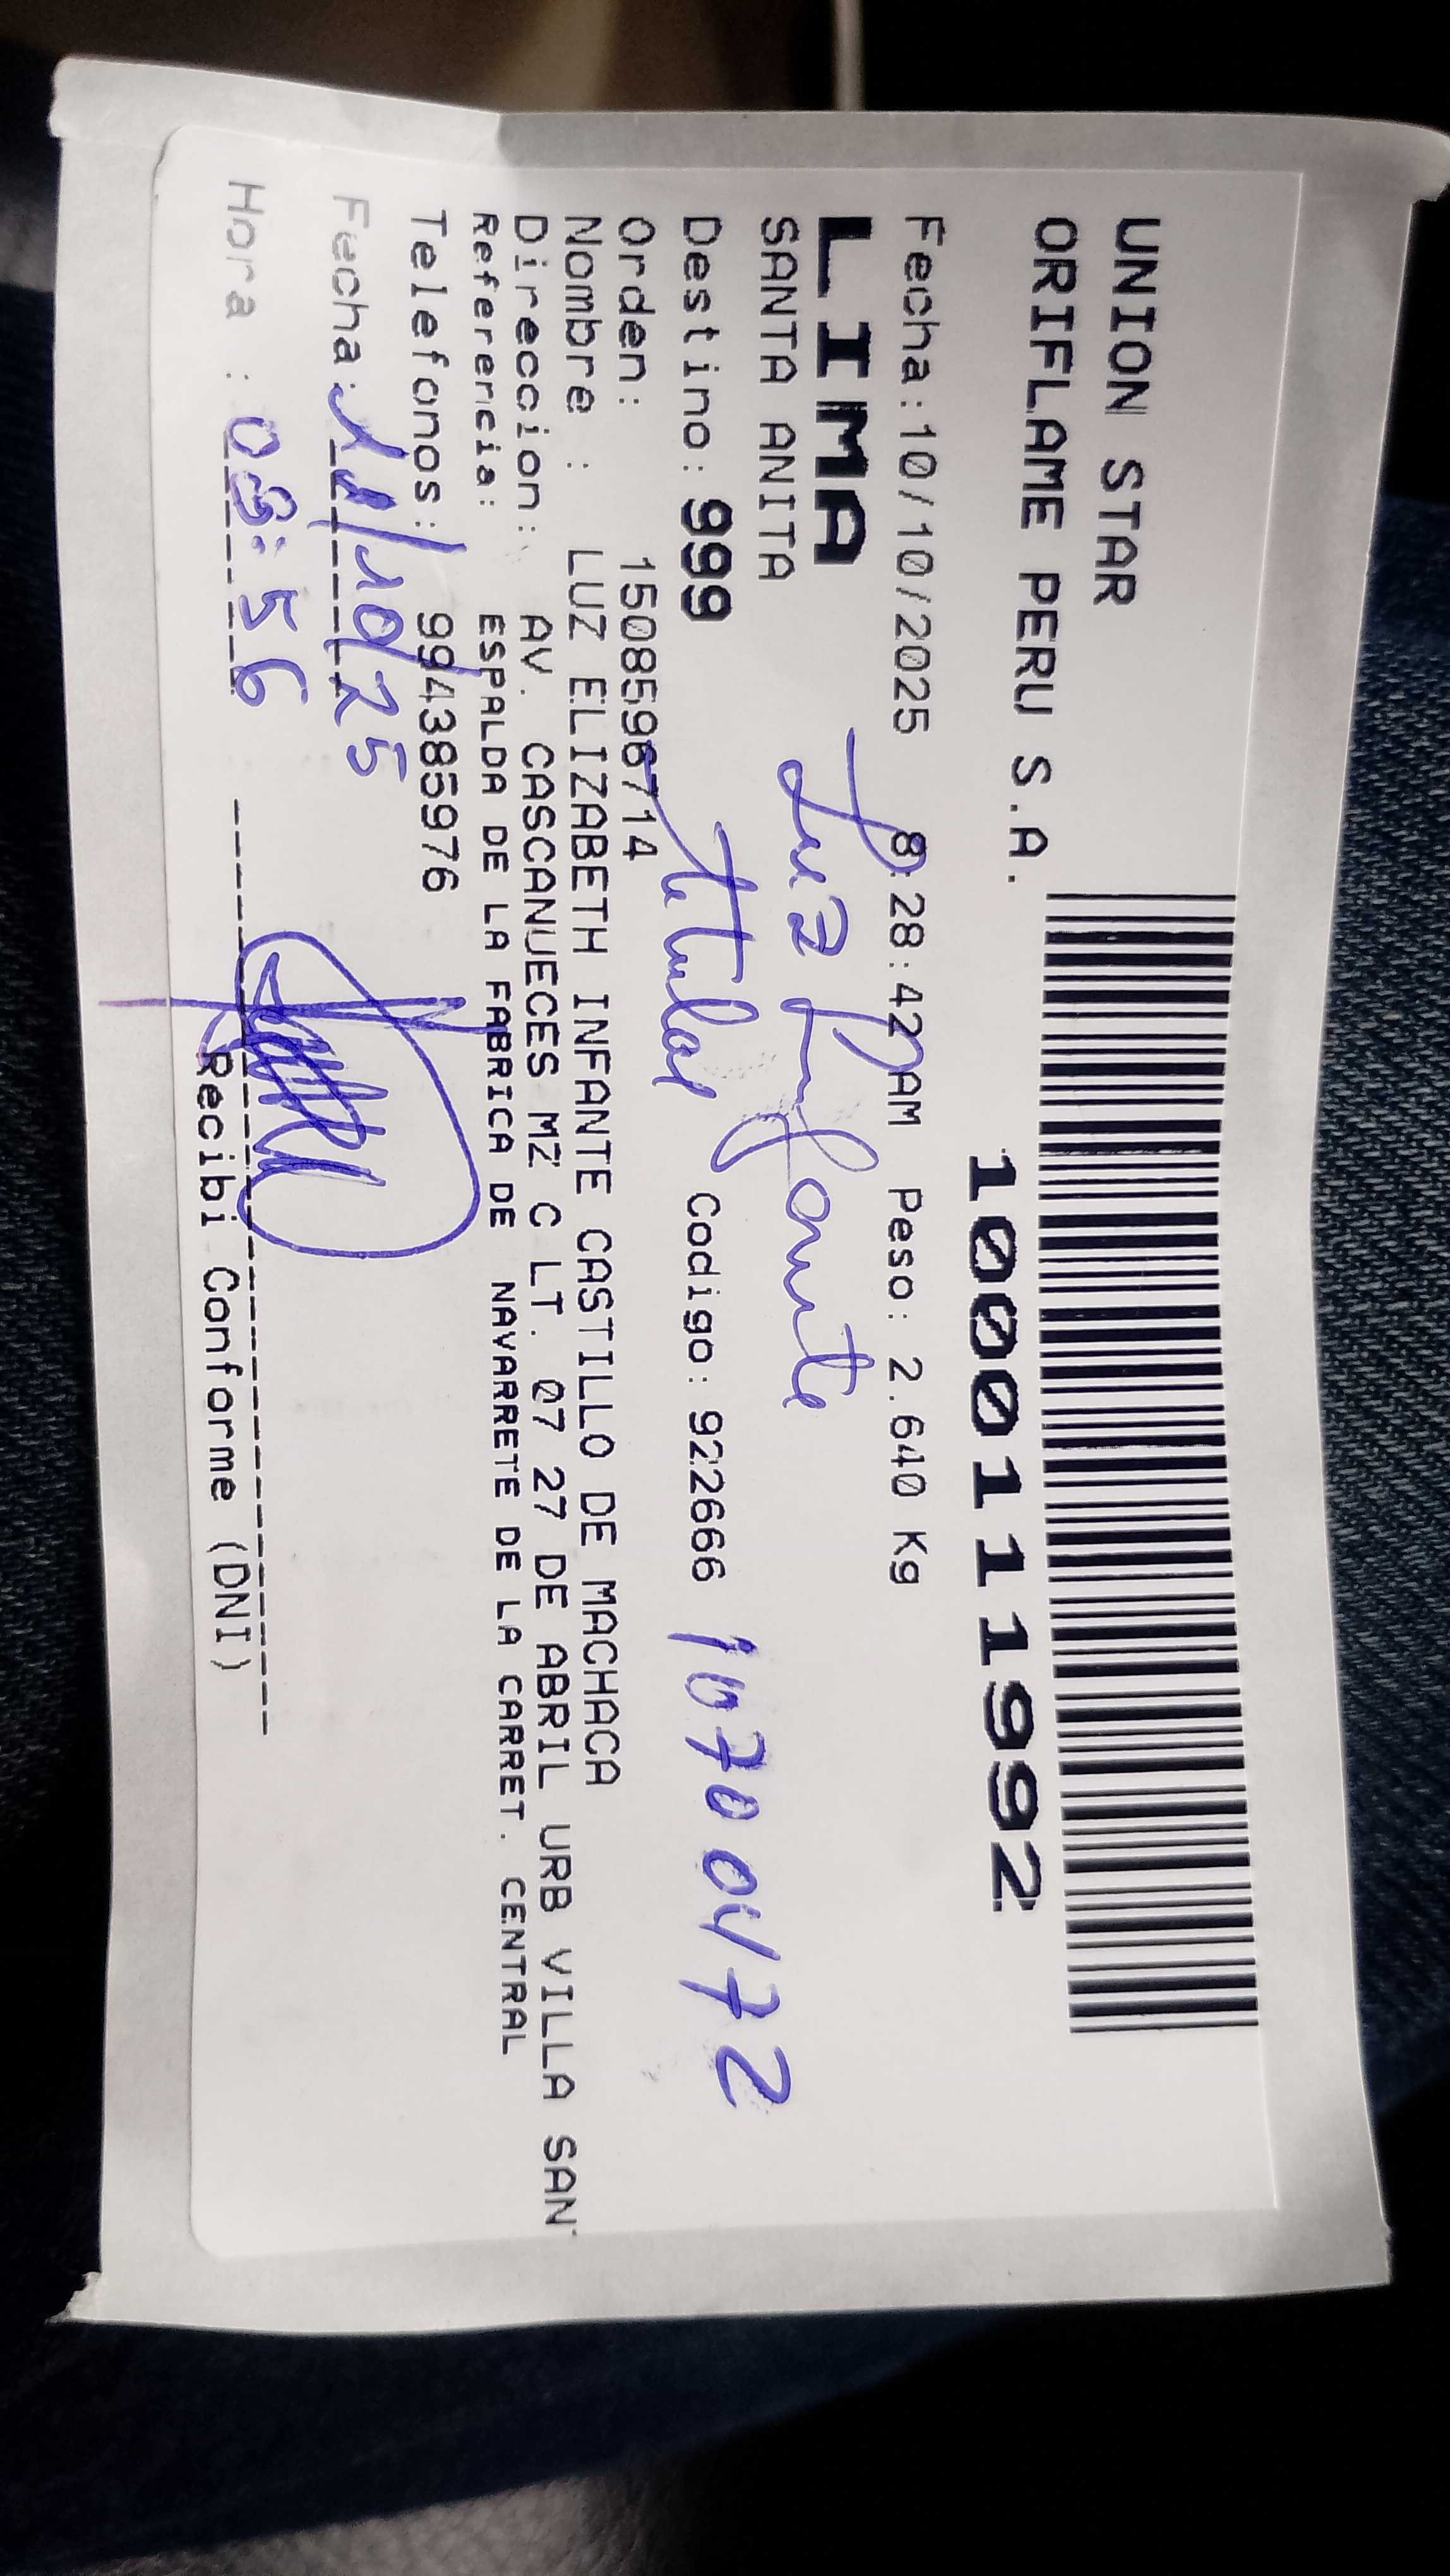 UNION STAR
ORIFLAME PERU S.A.
10001111992
Fecha:10/10/2025 8:28:42 AM Peso: 2.640 Kg
LIMA
SANTA ANITA
Luz Infante
Destino: 999 titular Codigo: 922666 10700472
Orden: 1508596714
Nombre : LUZ ELIZABETH INFANTE CASTILLO DE MACHACA
Direccion: AV. CASCANUECES MZ C LT. 07 27 DE ABRIL URB VILLA SAN
Referencia: ESPALDA DE LA FABRICA DE NAVARRETE DE LA CARRET. CENTRAL
Telefonos: 994385976
Fecha: 11/10/25
Hora : 03:56
Recibi Conforme (DNI)